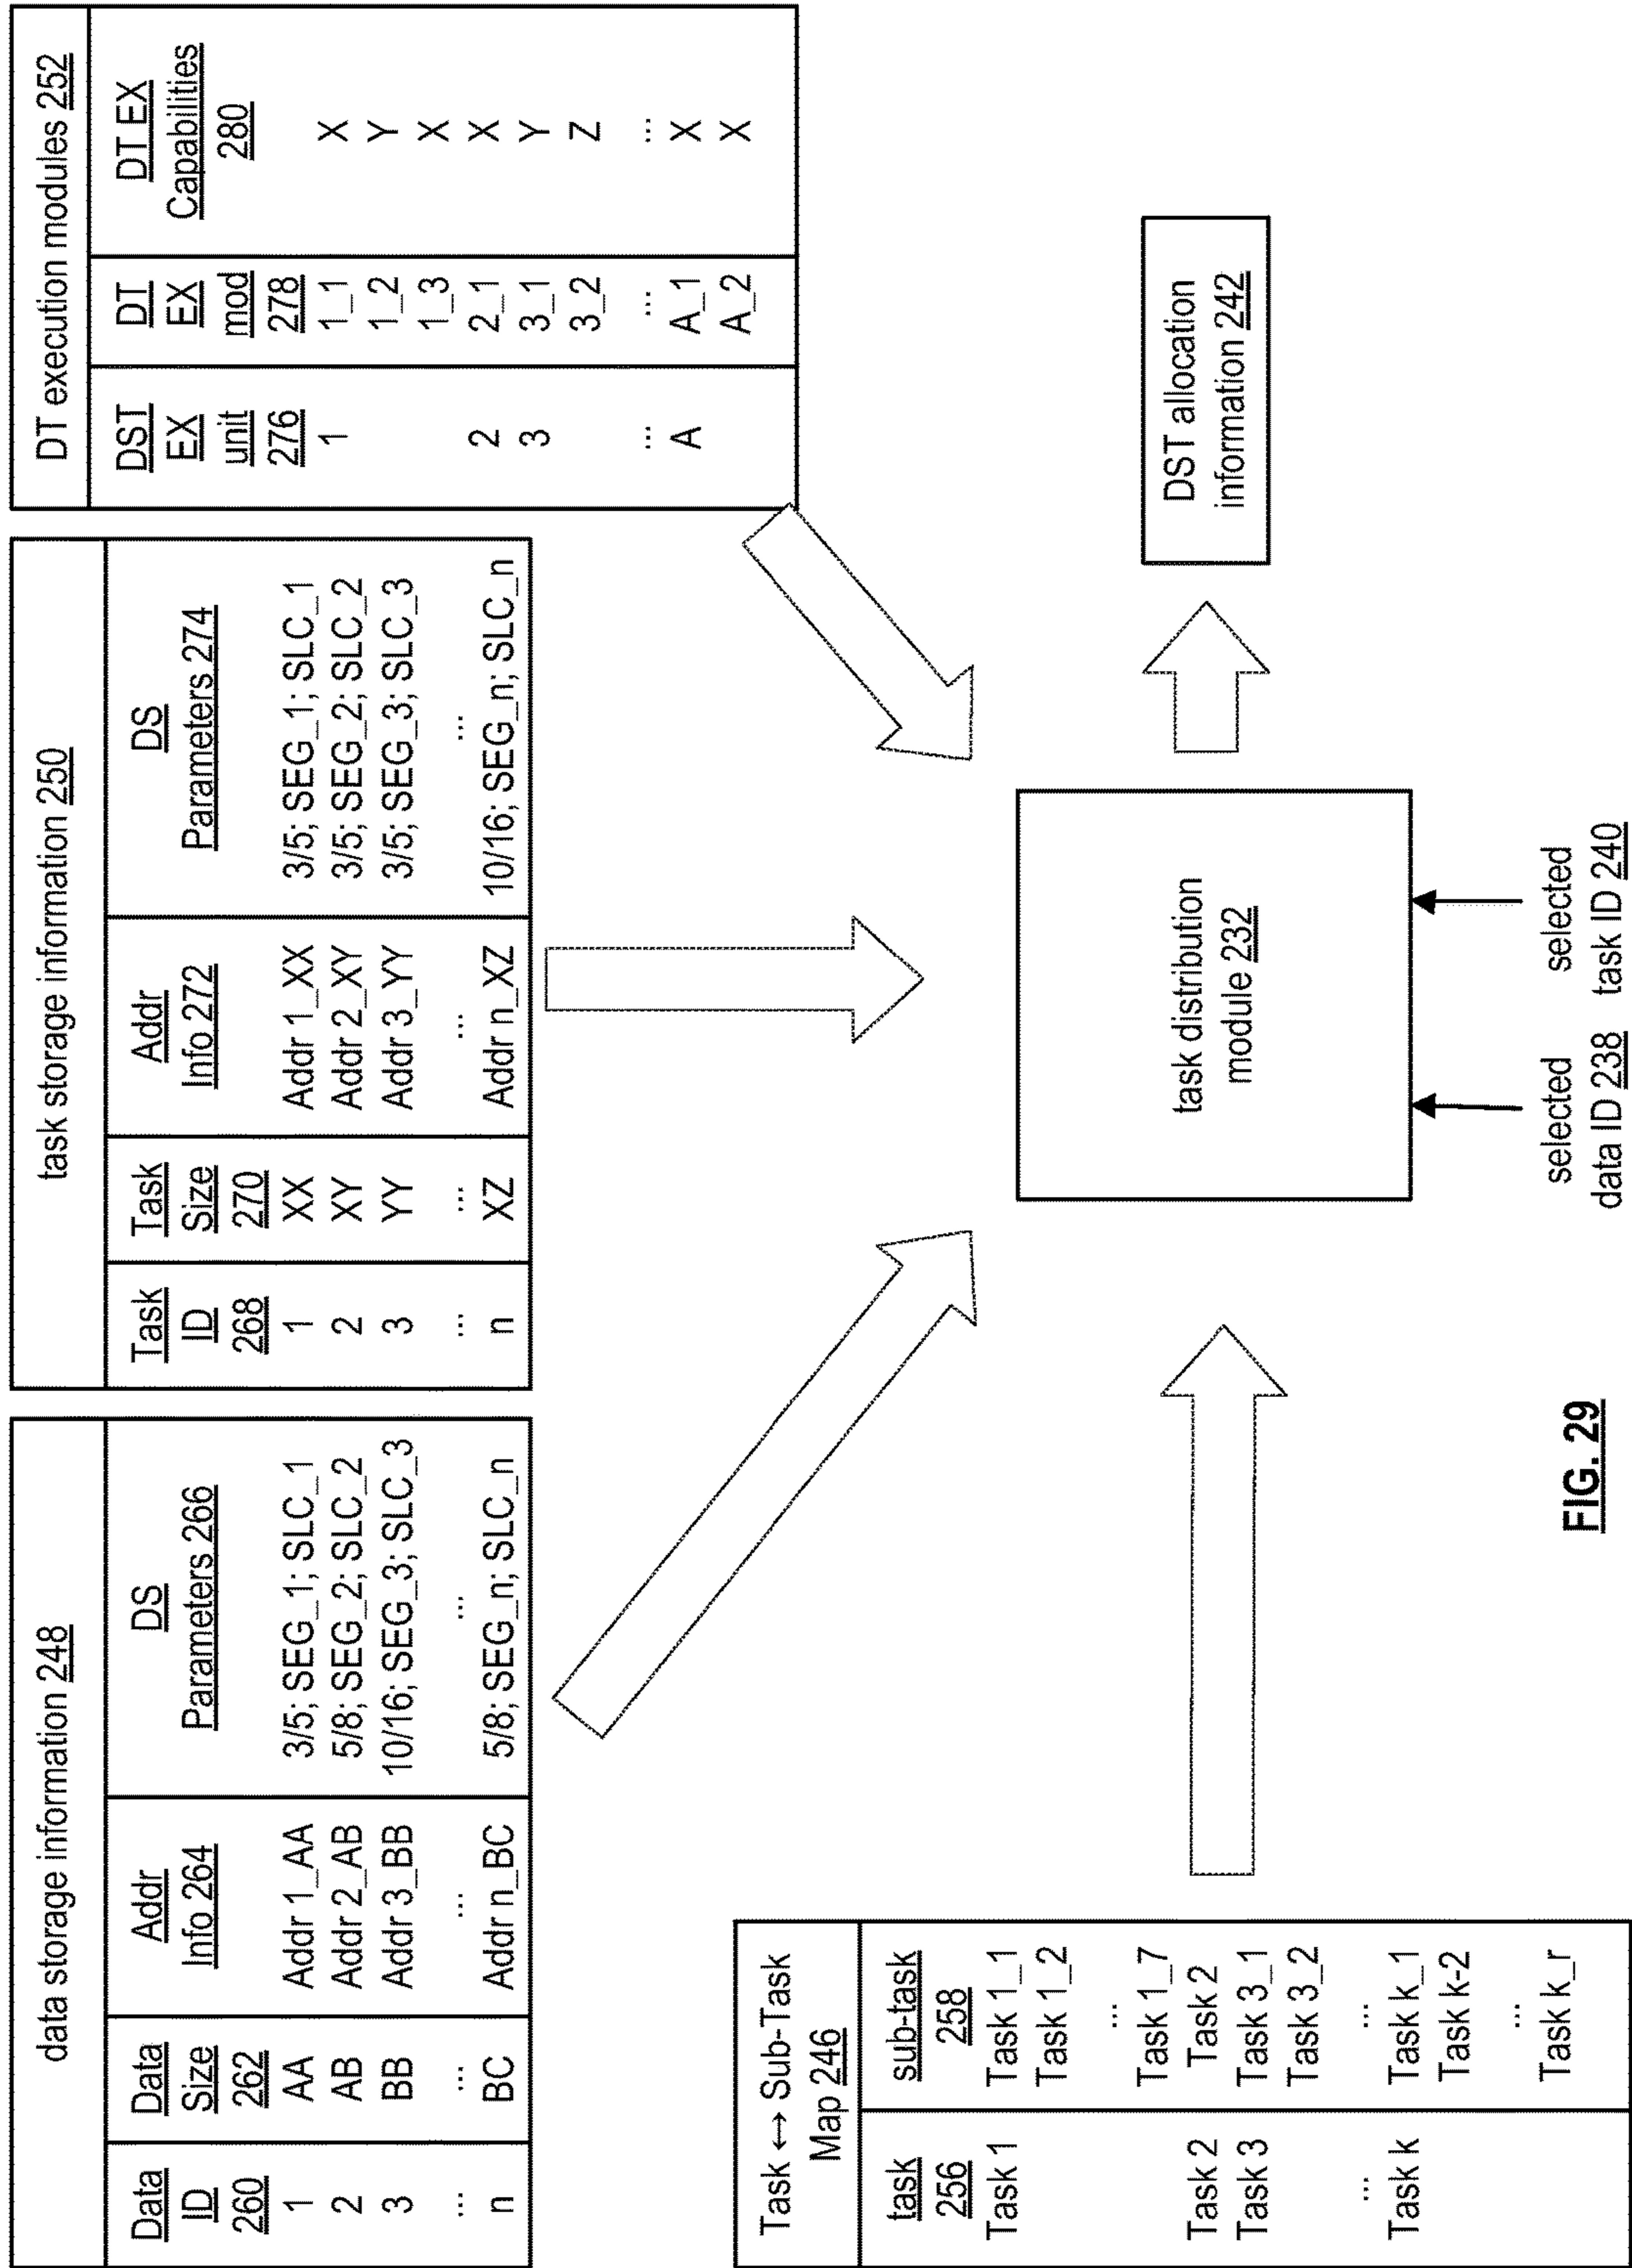 data storage information 248
Data ID 260 Data Size 262 Addr Info 264 DS Parameters 266
1 AA Addr 1_AA 3/5; SEG_1; SLC_1
2 AB Addr 2_AB 5/8; SEG_2; SLC_2
3 BB Addr 3_BB 10/16; SEG_3; SLC_3
... ... ... ...
n BC Addr n_BC 5/8; SEG_n; SLC_n
task storage information 250
Task ID 268 Task Size 270 Addr Info 272 DS Parameters 274
1 XX Addr 1_XX 3/5; SEG_1; SLC_1
2 XY Addr 2_XY 3/5; SEG_2; SLC_2
3 YY Addr 3_YY 3/5; SEG_3; SLC_3
... ... ... ...
n XZ Addr n_XZ 10/16; SEG_n; SLC_n
DT execution modules 252
DST EX unit 276 DT EX mod 278 DT EX Capabilities 280
1 1_1 X
1_2 Y
1_3 X
2 2_1 X
3 3_1 Y
3_2 Z
... ... ...
A A_1 X
A_2 X
Task ↔ Sub-Task
Map 246
task 256 sub-task 258
Task 1 Task 1_1
Task 1_2
...
Task 1_7
Task 2 Task 2
Task 3 Task 3_1
Task 3_2
... ...
Task k Task k_1
Task k-2
...
Task k_r
task distribution
module 232
DST allocation
information 242
selected
data ID 238
selected
task ID 240
FIG. 29